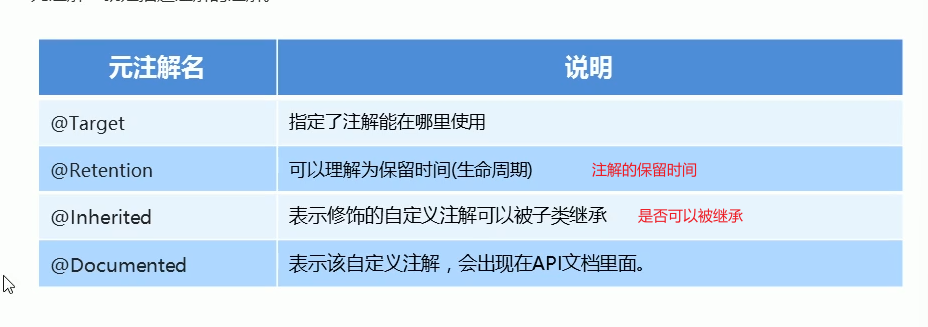 元注解名 说明
@Target 指定了注解能在哪里使用
@Retention 可以理解为保留时间(生命周期) 注解的保留时间
@Inherited 表示修饰的自定义注解可以被子类继承 是否可以被继承
@Documented 表示该自定义注解，会出现在API文档里面。